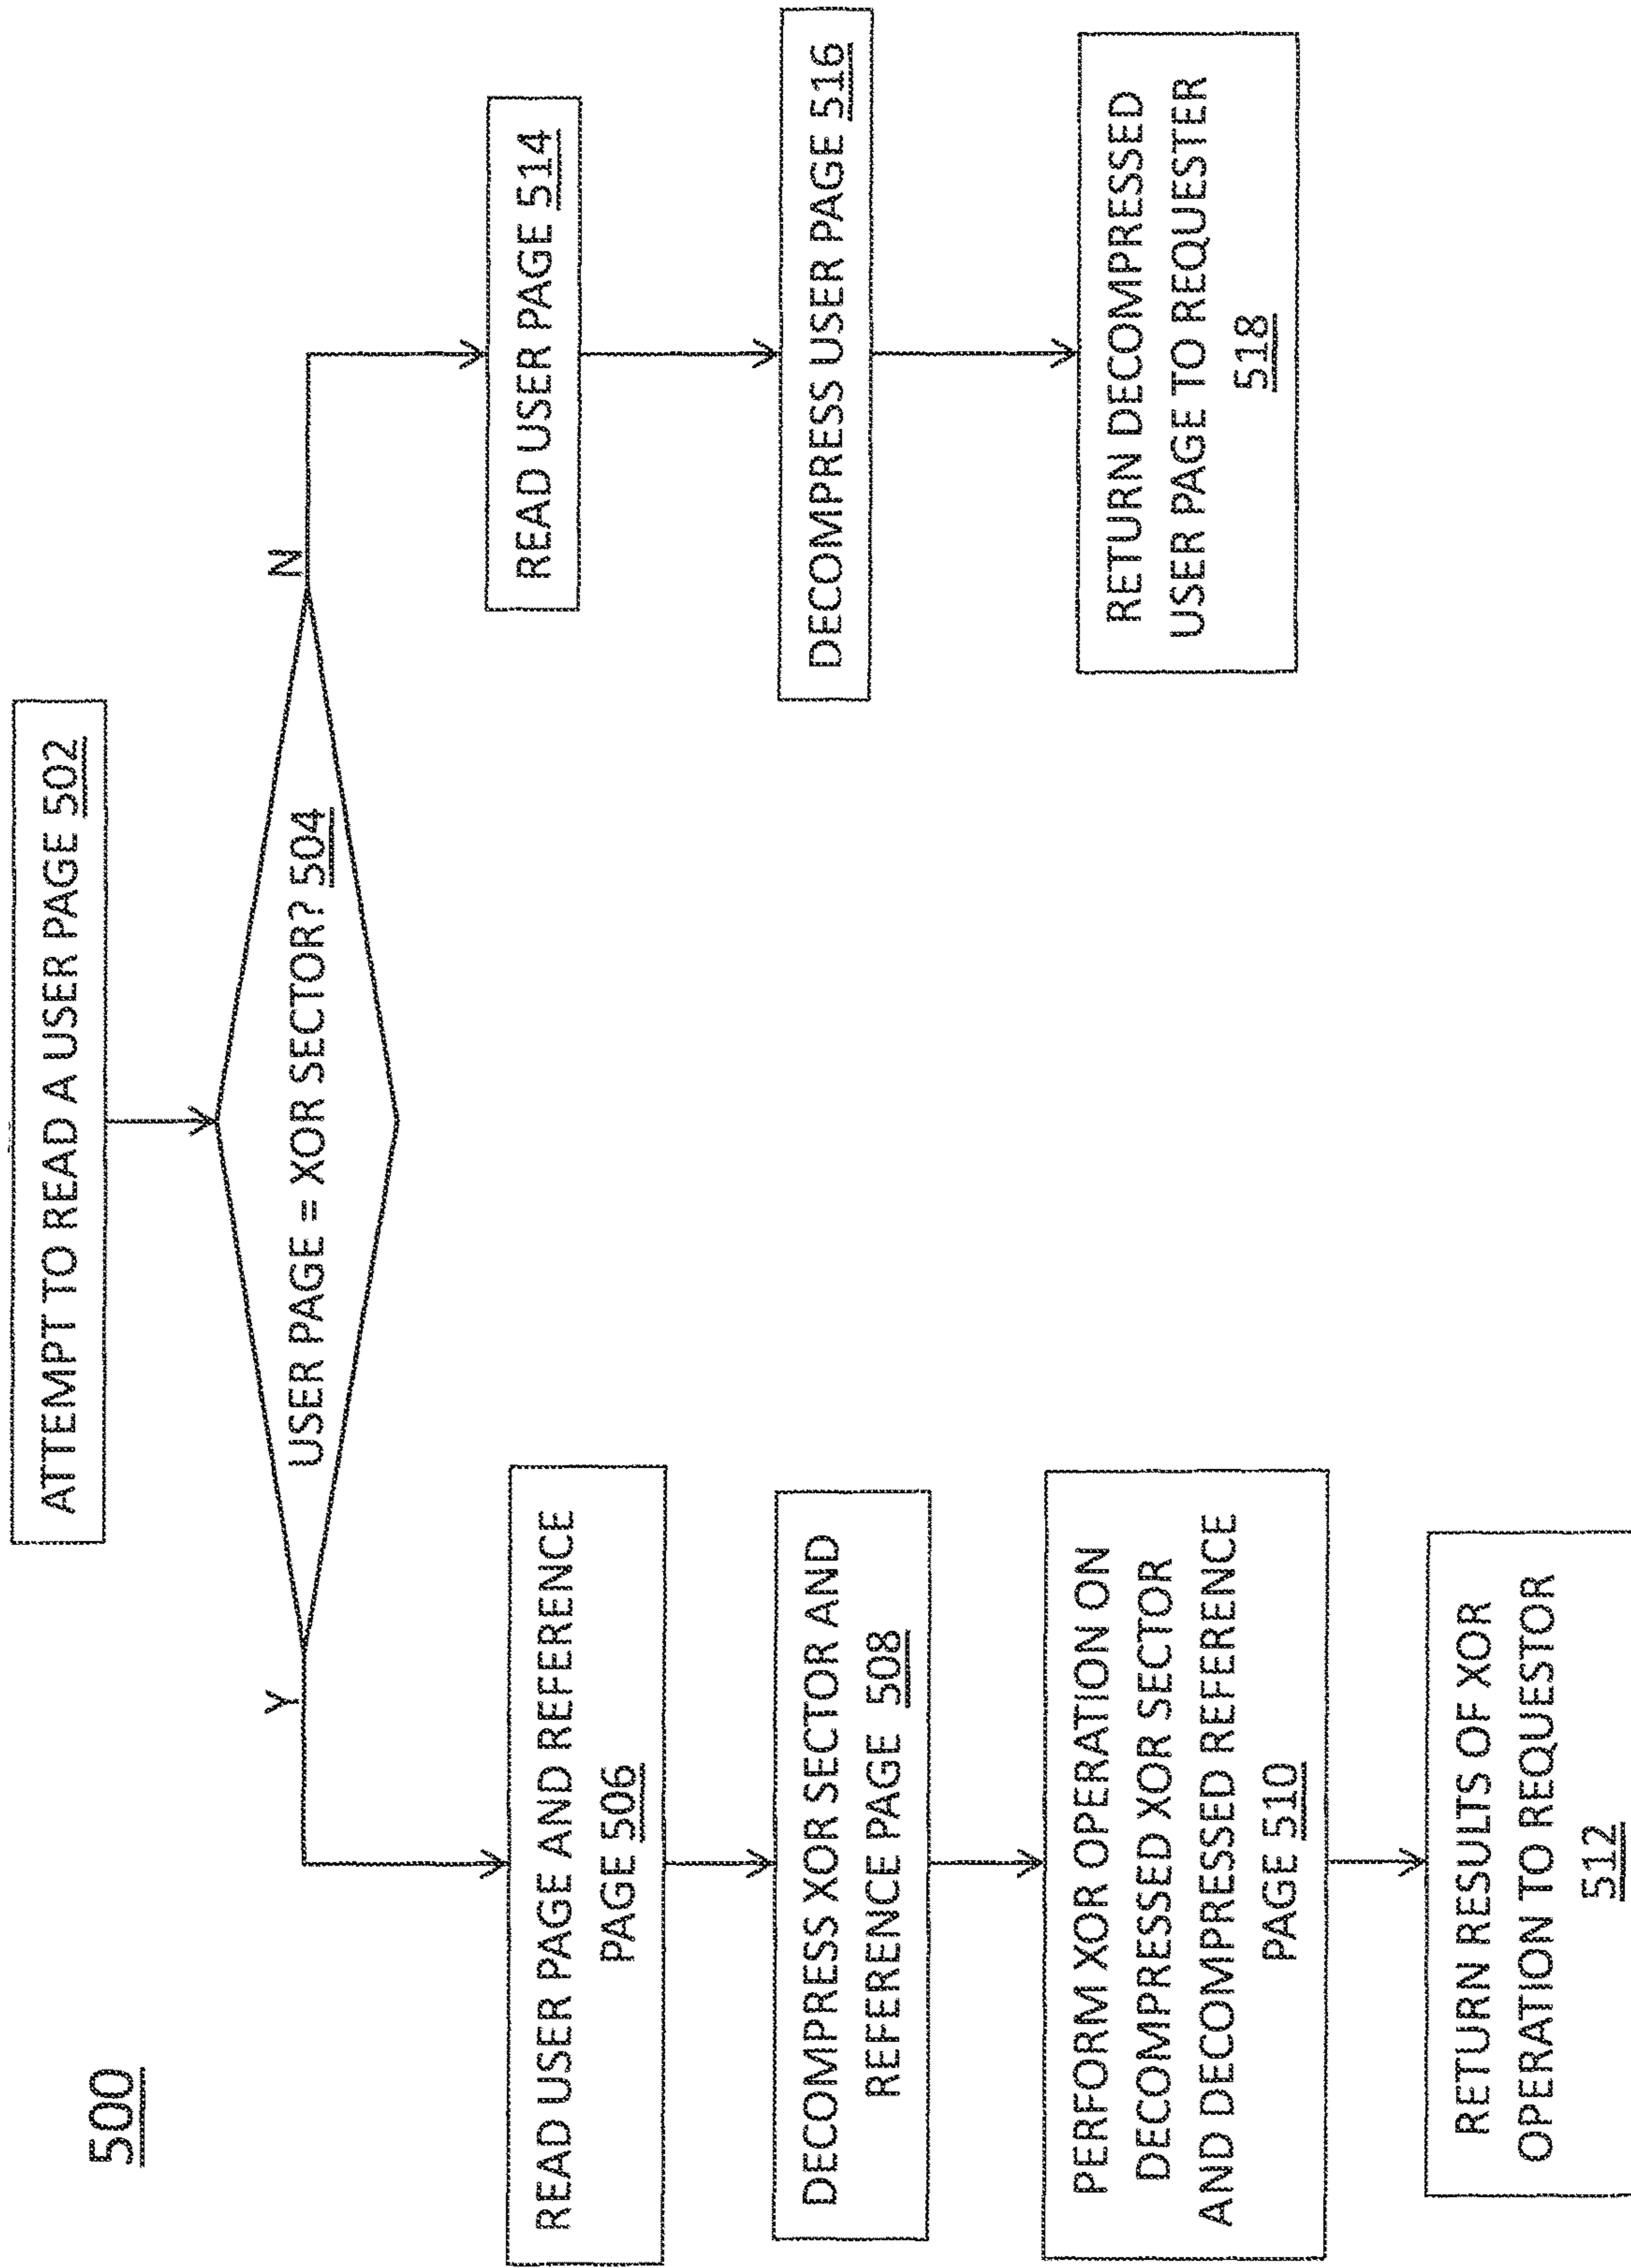 500
ATTEMPT TO READ A USER PAGE 502
USER PAGE = XOR SECTOR? 504
Y
N
READ USER PAGE AND REFERENCE
PAGE 506
DECOMPRESS XOR SECTOR AND
REFERENCE PAGE 508
PERFORM XOR OPERATION ON
DECOMPRESSED XOR SECTOR
AND DECOMPRESSED REFERENCE
PAGE 510
RETURN RESULTS OF XOR
OPERATION TO REQUESTOR
512
READ USER PAGE 514
DECOMPRESS USER PAGE 516
RETURN DECOMPRESSED
USER PAGE TO REQUESTER
518